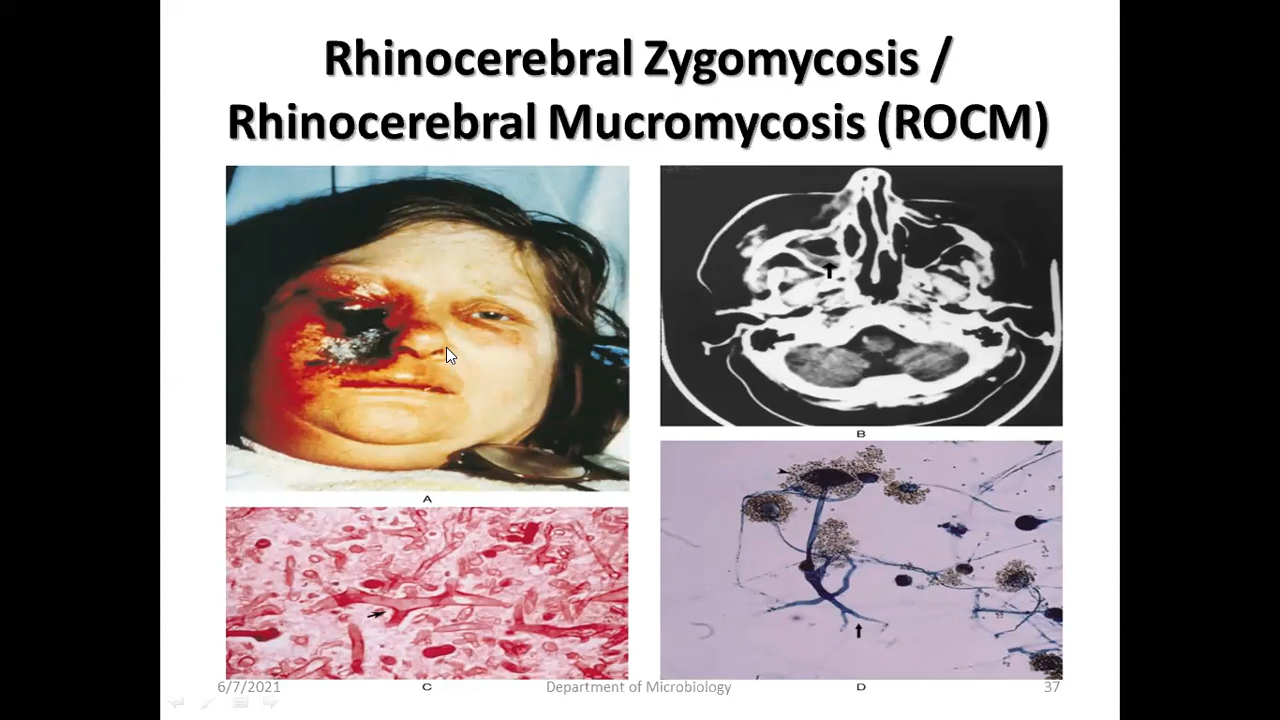 Rhinocerebral Zygomycosis /
Rhinocerebral Mucromycosis (ROCM)
A
B
C
D
6/7/2021
Department of Microbiology
37